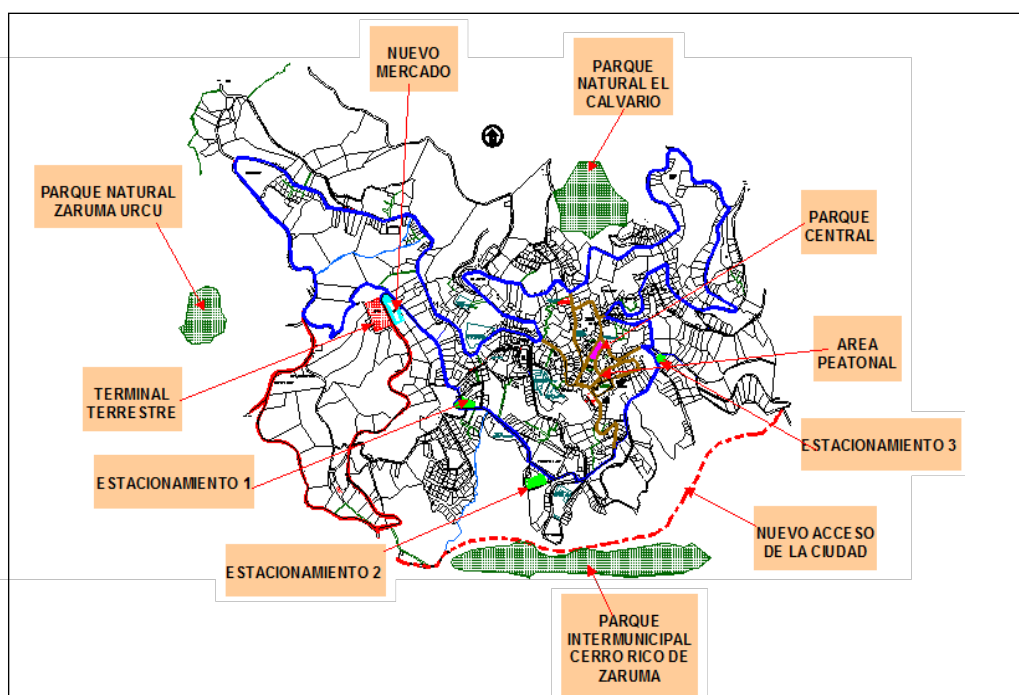 NUEVO
MERCADO
PARQUE
NATURAL EL
CALVARIO
PARQUE NATURAL
ZARUMA URCU
PARQUE
CENTRAL
AREA
PEATONAL
TERMINAL
TERRESTRE
ESTACIONAMIENTO 3
ESTACIONAMIENTO 1
NUEVO ACCESO
DE LA CIUDAD
ESTACIONAMIENTO 2
PARQUE
INTERMUNICIPAL
CERRO RICO DE
ZARUMA